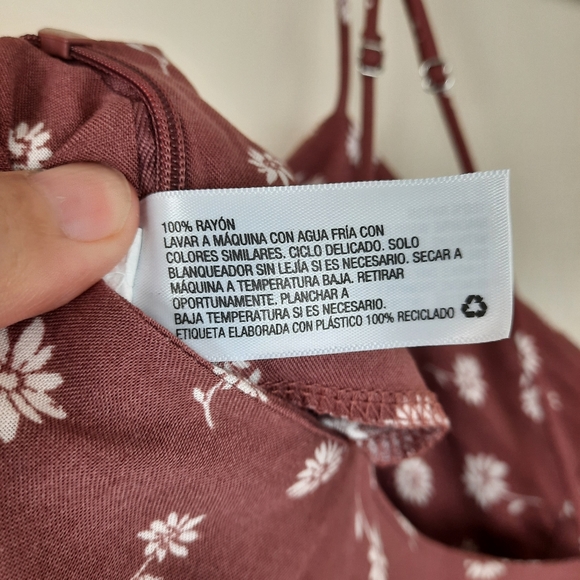 100% RAYÓN
LAVAR A MÁQUINA CON AGUA FRÍA CON
COLORES SIMILARES. CICLO DELICADO. SOLO
BLANQUEADOR SIN LEJÍA SI ES NECESARIO. SECAR A
MÁQUINA A TEMPERATURA BAJA. RETIRAR
OPORTUNAMENTE. PLANCHAR A
BAJA TEMPERATURA SI ES NECESARIO.
ETIQUETA ELABORADA CON PLÁSTICO 100% RECICLADO